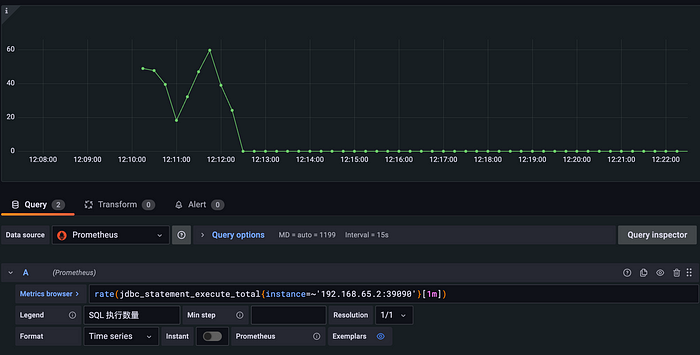 i
60
40
20
0
12:08:00 12:09:00 12:10:00 12:11:00 12:12:00 12:13:00 12:14:00 12:15:00 12:16:00 12:17:00 12:18:00 12:19:00 12:20:00 12:21:00 12:22:00
Query 2 Transform 0 Alert 0
Data source Prometheus ? > Query options MD = auto = 1199 Interval = 15s Query inspector
A (Prometheus)
Metrics browser > rate(jdbc_statement_execute_total{instance=~'192.168.65.2:39090'}[1m])
Legend SQL 执行数量 Min step Resolution 1/1
Format Time series Instant Prometheus Exemplars